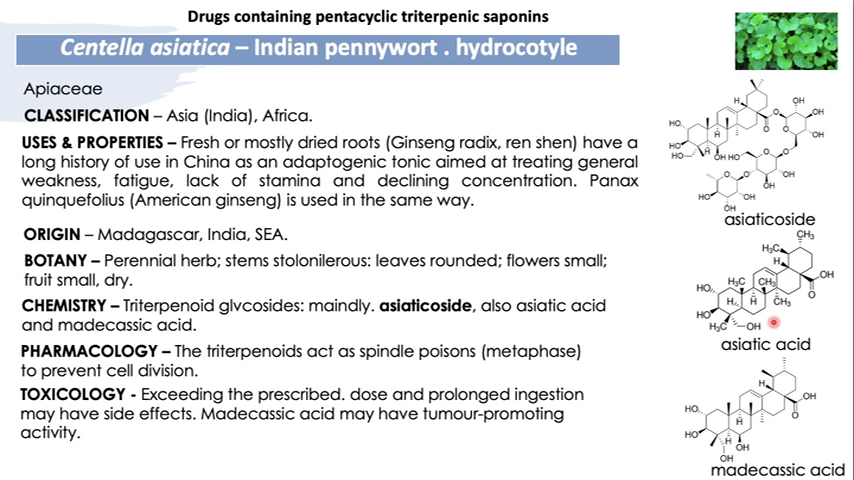 Drugs containing pentacyclic triterpenic saponins
Centella asiatica – Indian pennywort . hydrocotyle
Apiaceae
CLASSIFICATION – Asia (India), Africa.
USES & PROPERTIES – Fresh or mostly dried roots (Ginseng radix, ren shen) have a
long history of use in China as an adaptogenic tonic aimed at treating general
weakness, fatigue, lack of stamina and declining concentration. Panax
quinquefolius (American ginseng) is used in the same way.
ORIGIN – Madagascar, India, SEA.
BOTANY – Perennial herb; stems stolonilerous: leaves rounded; flowers small;
fruit small, dry.
CHEMISTRY – Triterpenoid glvcosides: maindly. asiaticoside, also asiatic acid
and madecassic acid.
PHARMACOLOGY – The triterpenoids act as spindle poisons (metaphase)
to prevent cell division.
TOXICOLOGY - Exceeding the prescribed. dose and prolonged ingestion
may have side effects. Madecassic acid may have tumour-promoting
activity.
asiaticoside
asiatic acid
madecassic acid